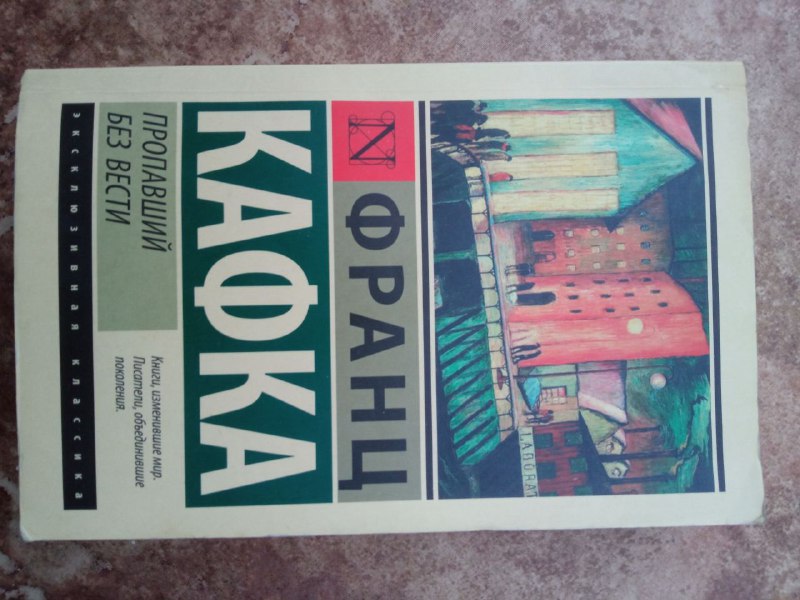 ФРАНЦ
КАФКА
ПРОПАВШИЙ
БЕЗ ВЕСТИ
Книги, изменившие мир.
Писатели, объединившие
поколения.
эксклюзивная классика